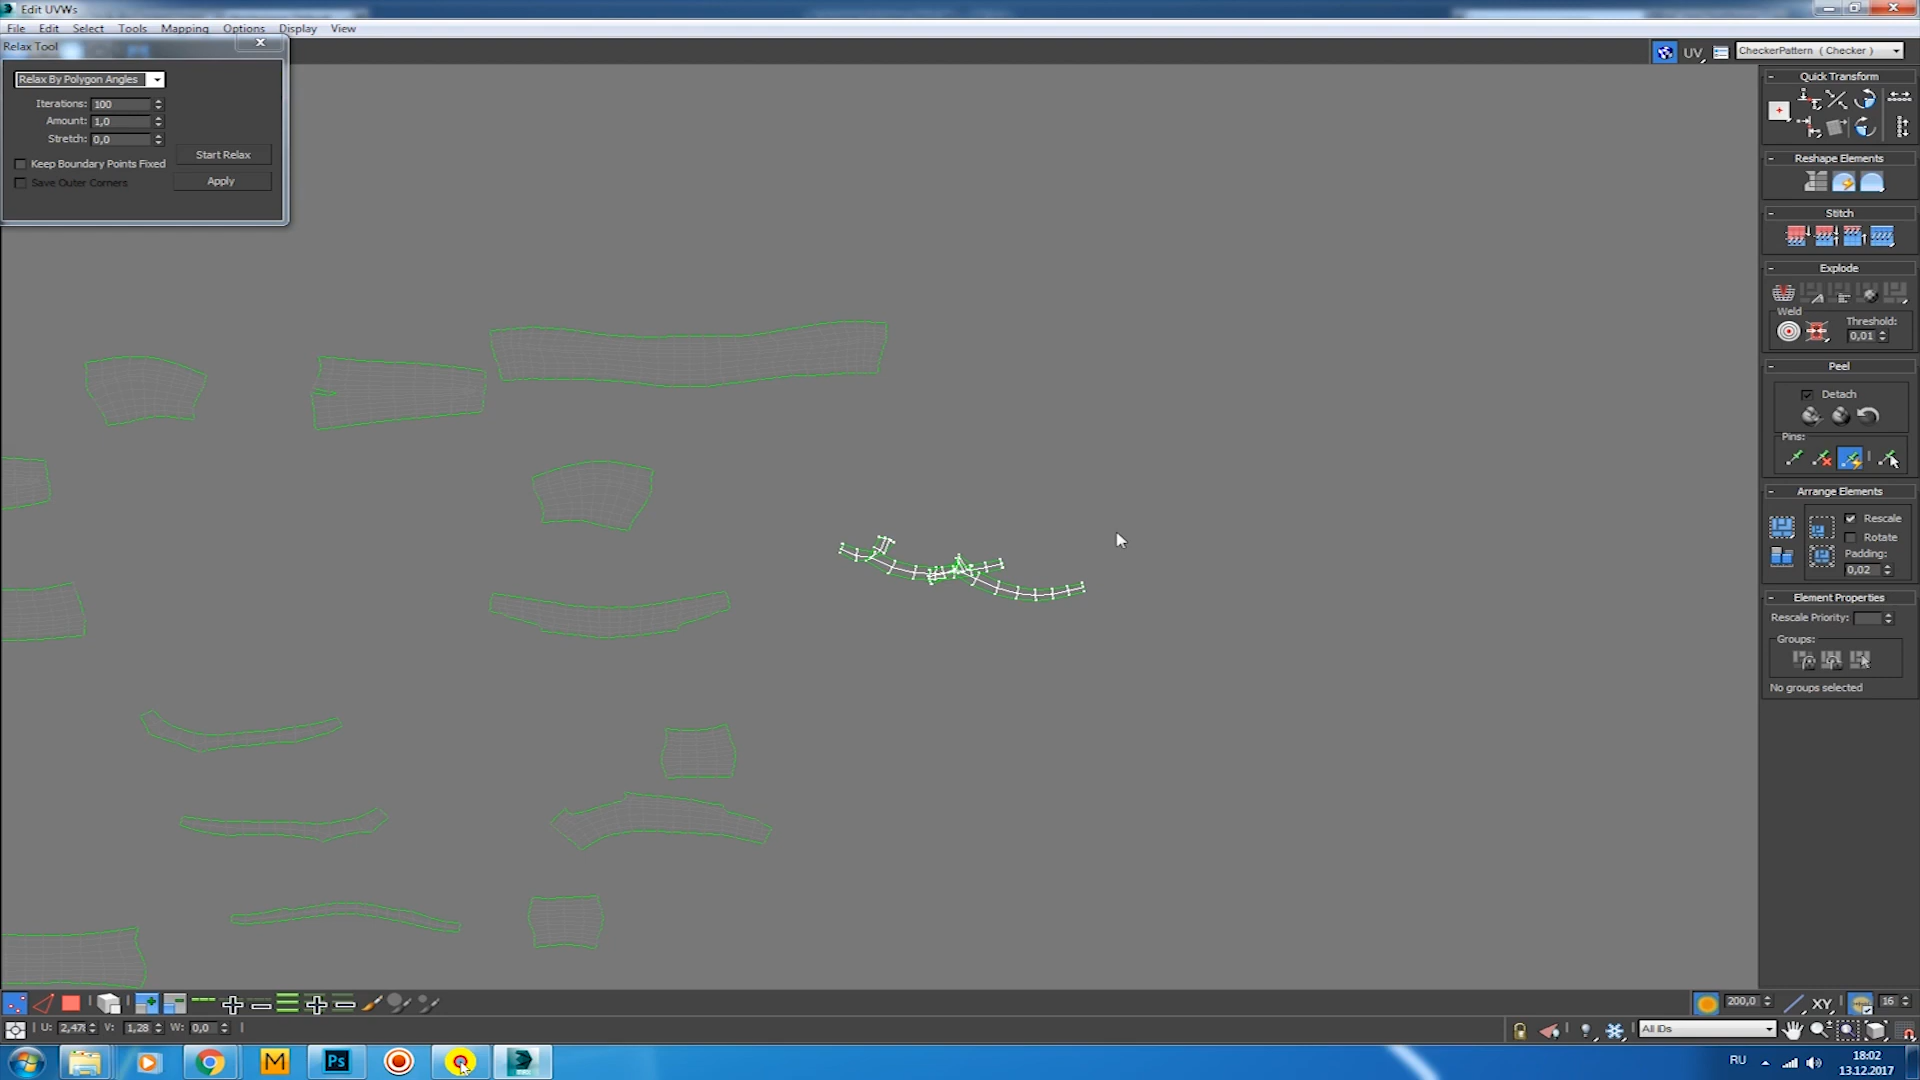 Edit UVWs
File Edit Select Tools Mapping Options Display View
Relax Tool
CheckerPattern ( Checker )
UV
Relax By Polygon Angles
Iterations: 100
Amount: 1,0
Stretch: 0,0
Keep Boundary Points Fixed
Start Relax
Save Outer Corners
Apply
Quick Transform
Reshape Elements
Stitch
Explode
Weld
Threshold:
0,01
Peel
Detach
Pins:
Arrange Elements
Rescale
Rotate
Padding:
0,02
Element Properties
Rescale Priority:
Groups:
No groups selected
200,0
XY
16
U: 2,47 V: 1,28 W: 0,0
All IDs
M
Ps
RU
18:02
13.12.2017